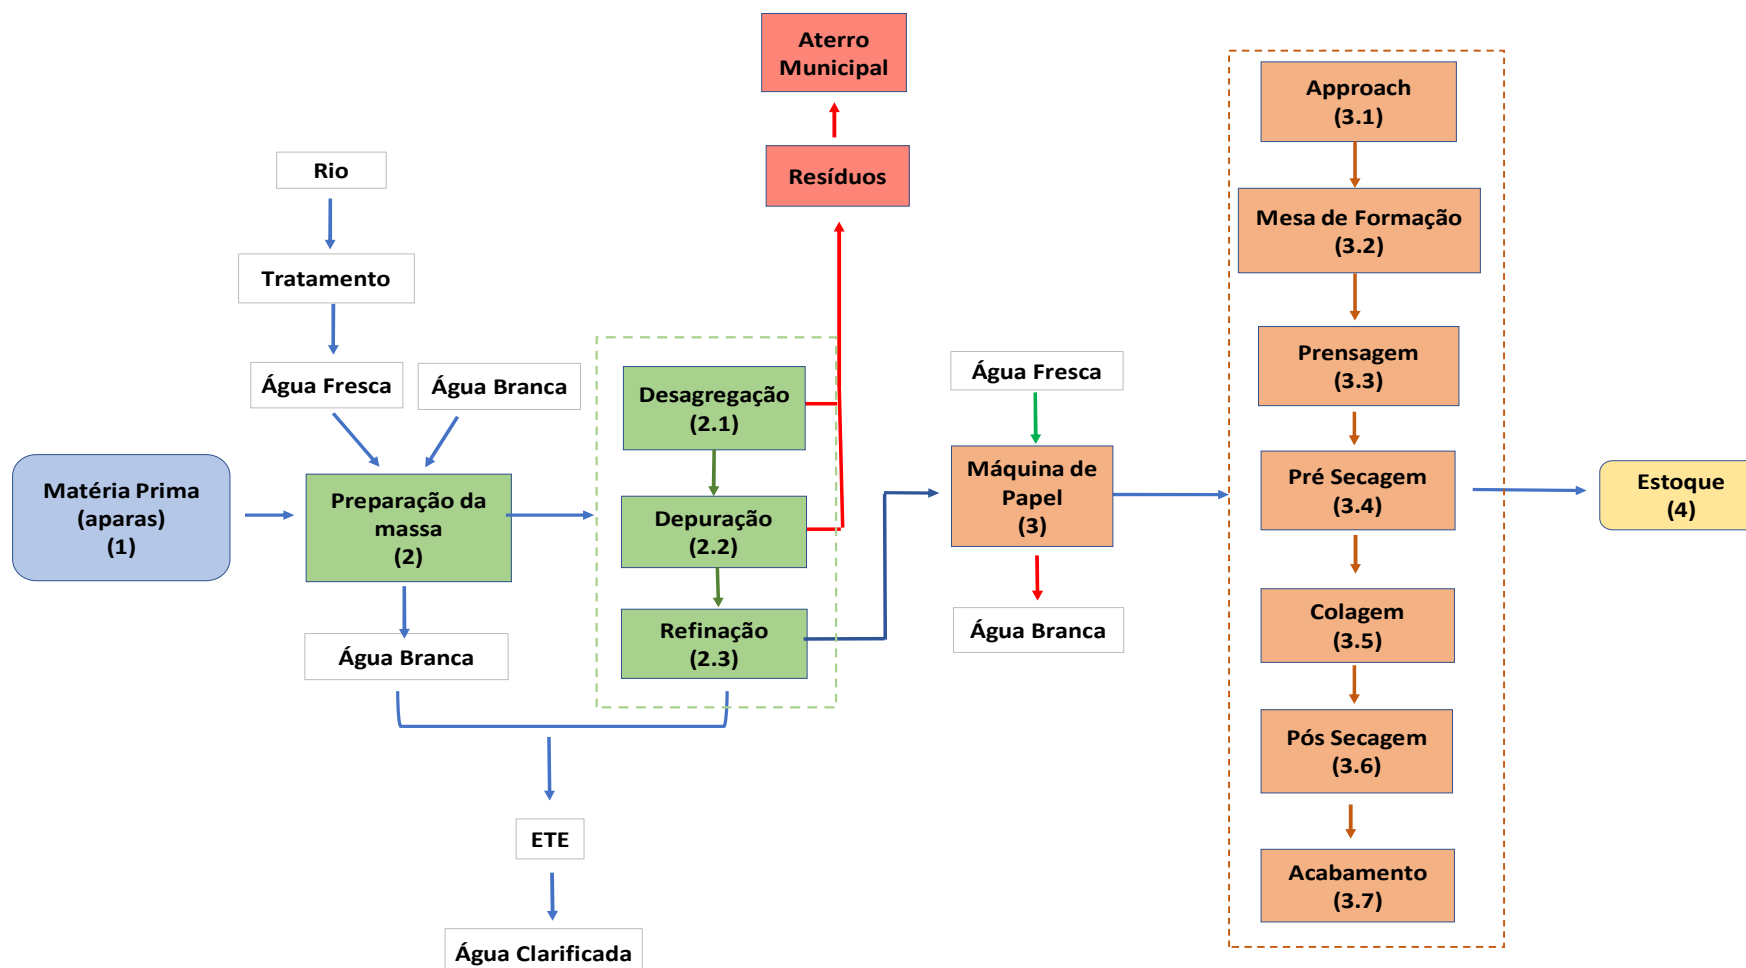 Aterro
Municipal
Resíduos
Rio
Tratamento
Água Fresca
Água Branca
Matéria Prima
(aparas)
(1)
Preparação da
massa
(2)
Água Branca
ETE
Água Clarificada
Desagregação
(2.1)
Depuração
(2.2)
Refinação
(2.3)
Água Fresca
Máquina de
Papel
(3)
Água Branca
Approach
(3.1)
Mesa de Formação
(3.2)
Prensagem
(3.3)
Pré Secagem
(3.4)
Colagem
(3.5)
Pós Secagem
(3.6)
Acabamento
(3.7)
Estoque
(4)